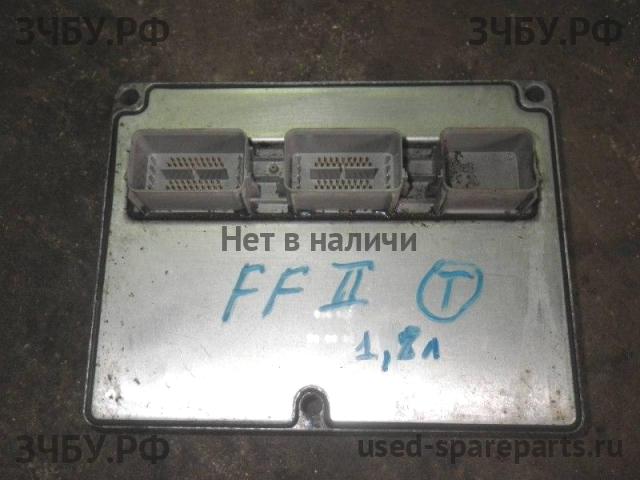 ЗЧБУ.РФ ЗЧБУ.РФ
Нет в наличи
FF II T
1,8л
ЗЧБУ.РФ used-spareparts.ru